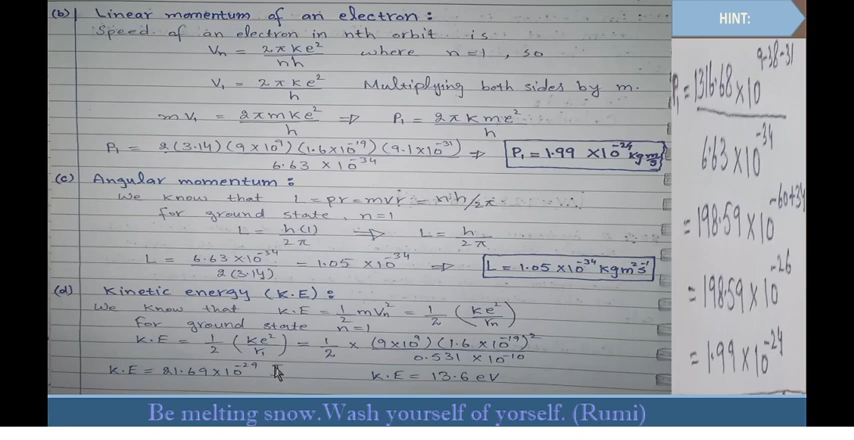 (b) Linear momentum of an electron:
Speed of an electron in nth orbit is
Vn = 2πke²/nh where n=1, so
V₁ = 2πke²/h Multiplying both sides by m.
mV₁ = 2πmke²/h ⇒ P₁ = 2πkme²/h
P₁ = 2(3.14)(9×10⁹)(1.6×10⁻¹⁹)(9.1×10⁻³¹)/6.63×10⁻³⁴ ⇒ P₁ = 1.99 ×10⁻²⁴ kg m/s
(c) Angular momentum:
We know that L = pr = mvr = nh/2π
for ground state, n=1
L = h(1)/2π ⇒ L = h/2π
L = 6.63×10⁻³⁴/2(3.14) = 1.05 ×10⁻³⁴ ⇒ L = 1.05×10⁻³⁴ kgm²s⁻¹
(d) Kinetic energy (K.E):
We know that K.E = 1/2 mVn² = 1/2 (ke²/rn)
for ground state n=1
K.E = 1/2 (ke²/r₁) = 1/2 × (9×10⁹)(1.6×10⁻¹⁹)²/0.531×10⁻¹⁰
K.E = 21.69×10⁻²⁹ K.E = 13.6 eV
HINT:
P₁ = 1316.68×10⁹⁻³⁸⁻³¹/6.63×10⁻³⁴
= 198.59×10⁻⁶⁰⁺³⁴
= 198.59×10⁻²⁶
= 1.99×10⁻²⁴
Be melting snow.Wash yourself of yorself. (Rumi)